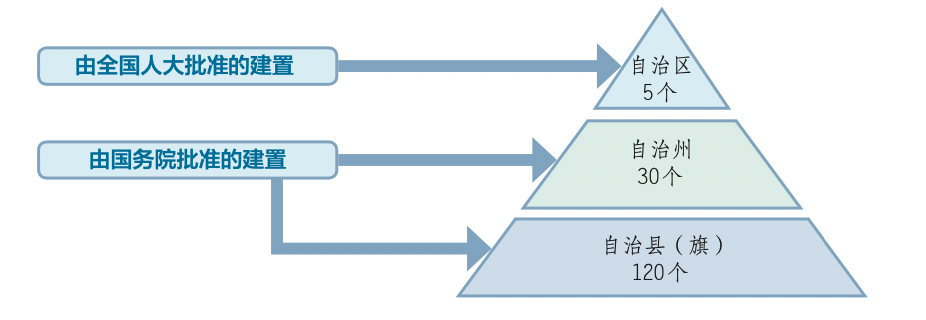 由全国人大批准的建置
自治区
5个
由国务院批准的建置
自治州
30个
自治县（旗）
120个